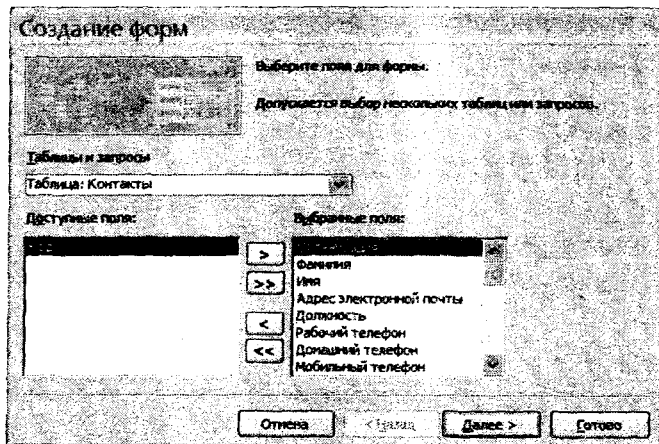 Создание форм
Выберите поля для формы.
Допускается выбор нескольких таблиц или запросов.
Таблицы и запросы
Таблица: Контакты
Доступные поля:
Выбранные поля:
>
>>
<
<<
Фамилия
Имя
Адрес электронной почты
Должность
Рабочий телефон
Домашний телефон
Мобильный телефон
Отмена
< Назад
Далее >
Готово